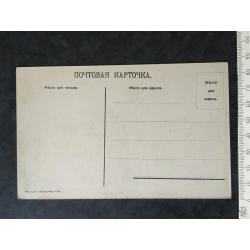 ПОЧТОВАЯ КАРТОЧКА.
Мѣсто для письма.
Мѣсто для адреса.
Мѣсто
для
марки.